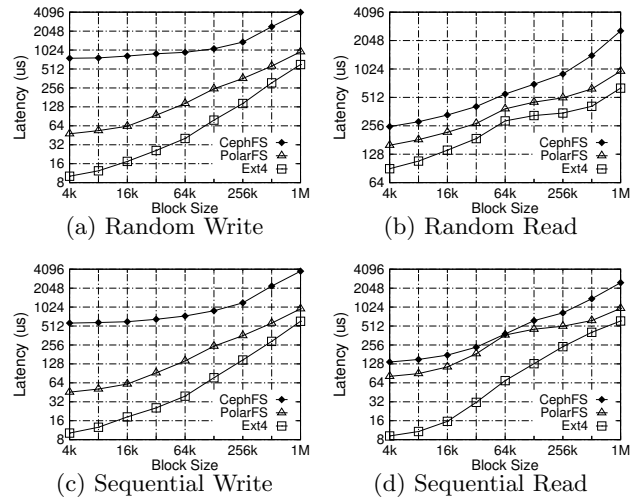 4096
2048
1024
512
256
128
64
32
16
8
Latency (us)
CephFS
PolarFS
Ext4
4k 16k 64k 256k 1M
Block Size
(a) Random Write
4096
2048
1024
512
256
128
64
Latency (us)
CephFS
PolarFS
Ext4
4k 16k 64k 256k 1M
Block Size
(b) Random Read
4096
2048
1024
512
256
128
64
32
16
8
Latency (us)
CephFS
PolarFS
Ext4
4k 16k 64k 256k 1M
Block Size
(c) Sequential Write
4096
2048
1024
512
256
128
64
32
16
8
Latency (us)
CephFS
PolarFS
Ext4
4k 16k 64k 256k 1M
Block Size
(d) Sequential Read